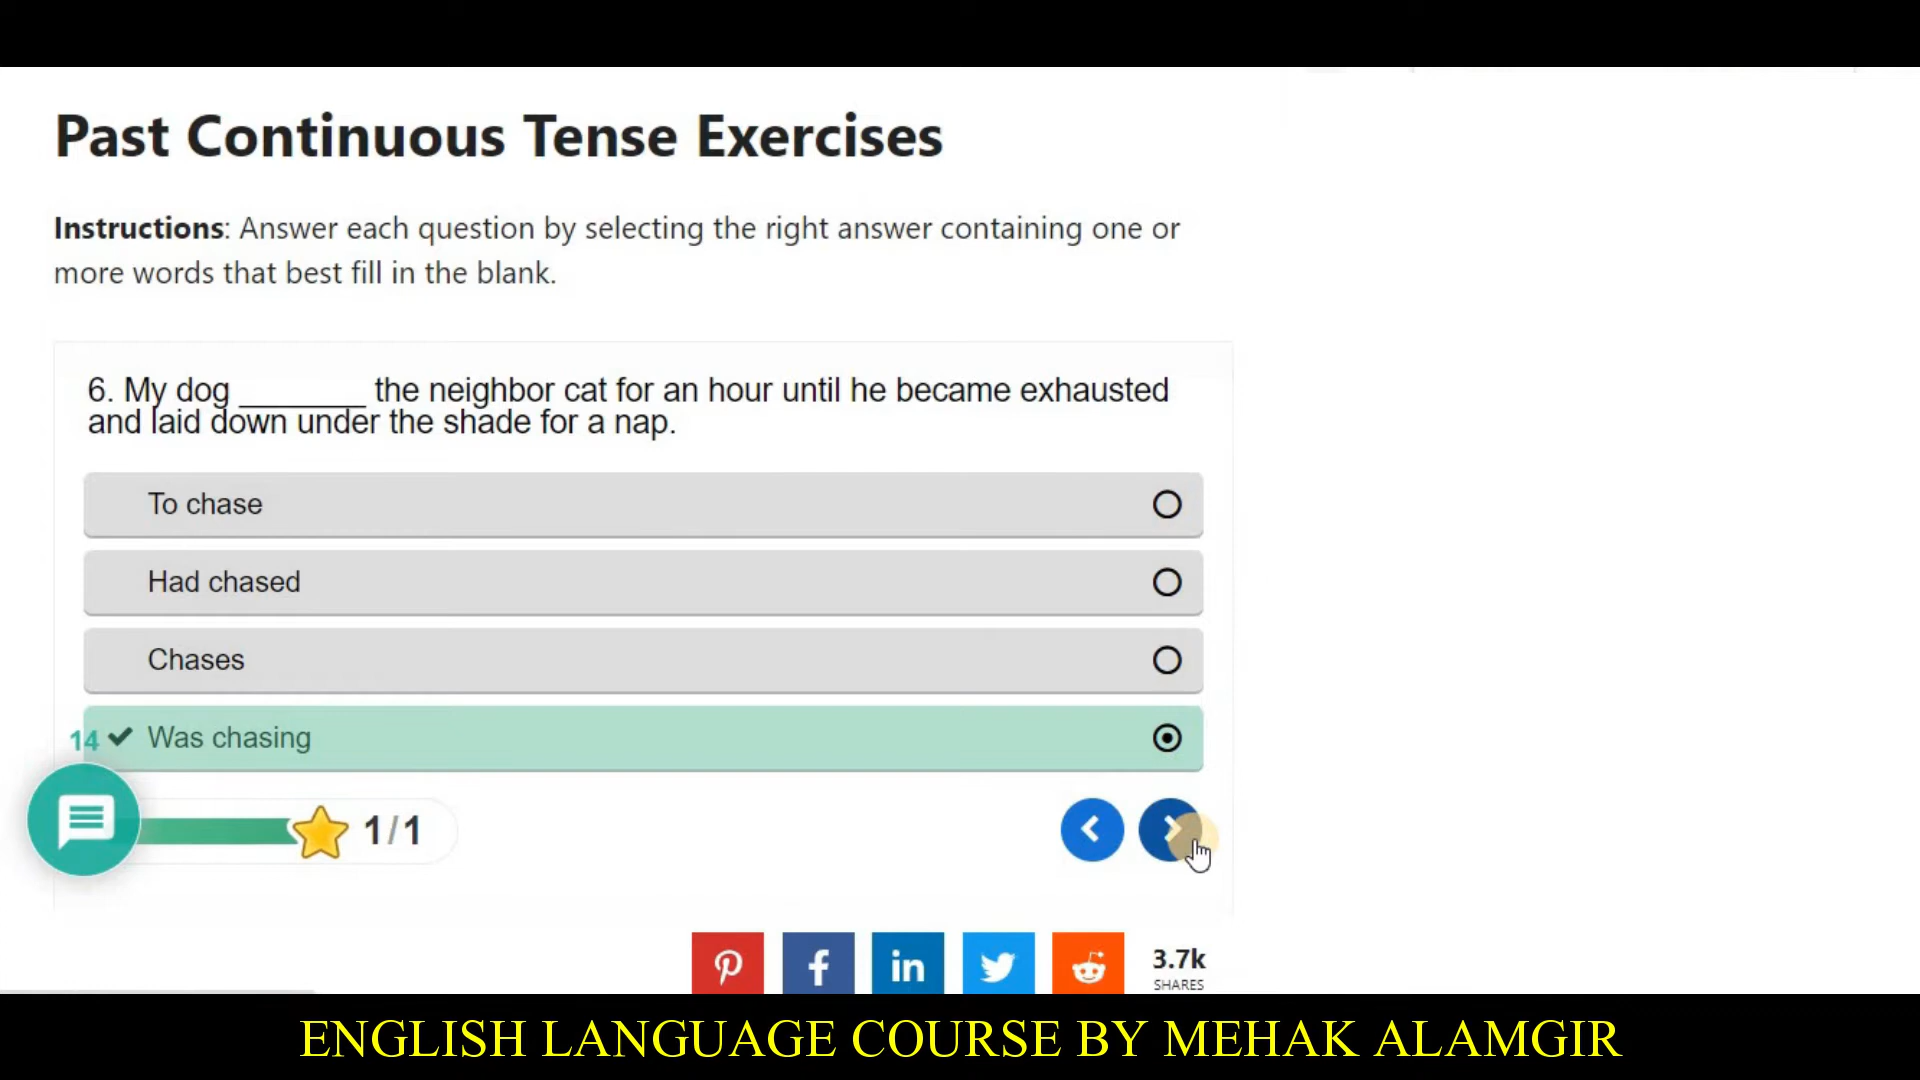 Past Continuous Tense Exercises
Instructions: Answer each question by selecting the right answer containing one or
more words that best fill in the blank.
6. My dog ________ the neighbor cat for an hour until he became exhausted
and laid down under the shade for a nap.
To chase
Had chased
Chases
14 Was chasing
1/1
3.7k
SHARES
ENGLISH LANGUAGE COURSE BY MEHAK ALAMGIR